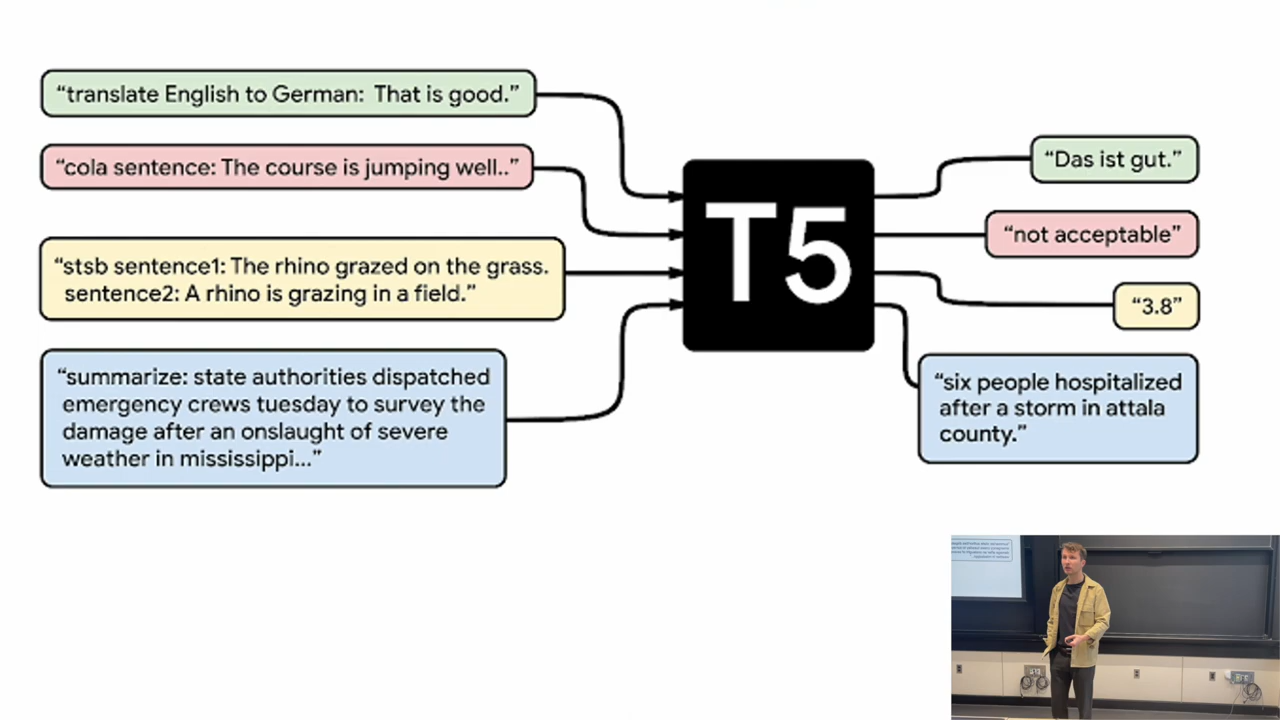 “translate English to German: That is good.”
“cola sentence: The course is jumping well..”
“stsb sentence1: The rhino grazed on the grass.
sentence2: A rhino is grazing in a field.”
“summarize: state authorities dispatched
emergency crews tuesday to survey the
damage after an onslaught of severe
weather in mississippi...”
T5
“Das ist gut.”
“not acceptable”
“3.8”
“six people hospitalized
after a storm in attala
county.”